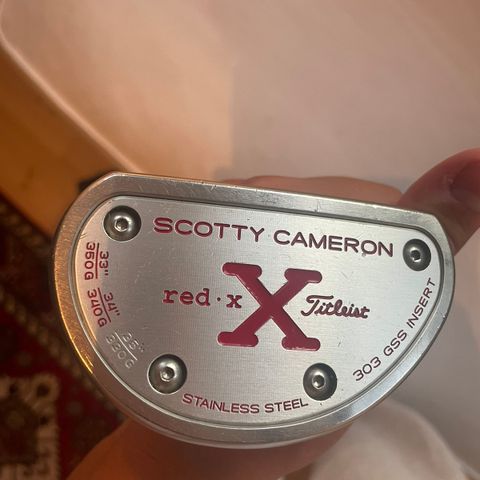 SCOTTY CAMERON
red·x X Titleist
33" 350G
34" 340G
35" 330G
303 GSS INSERT
STAINLESS STEEL